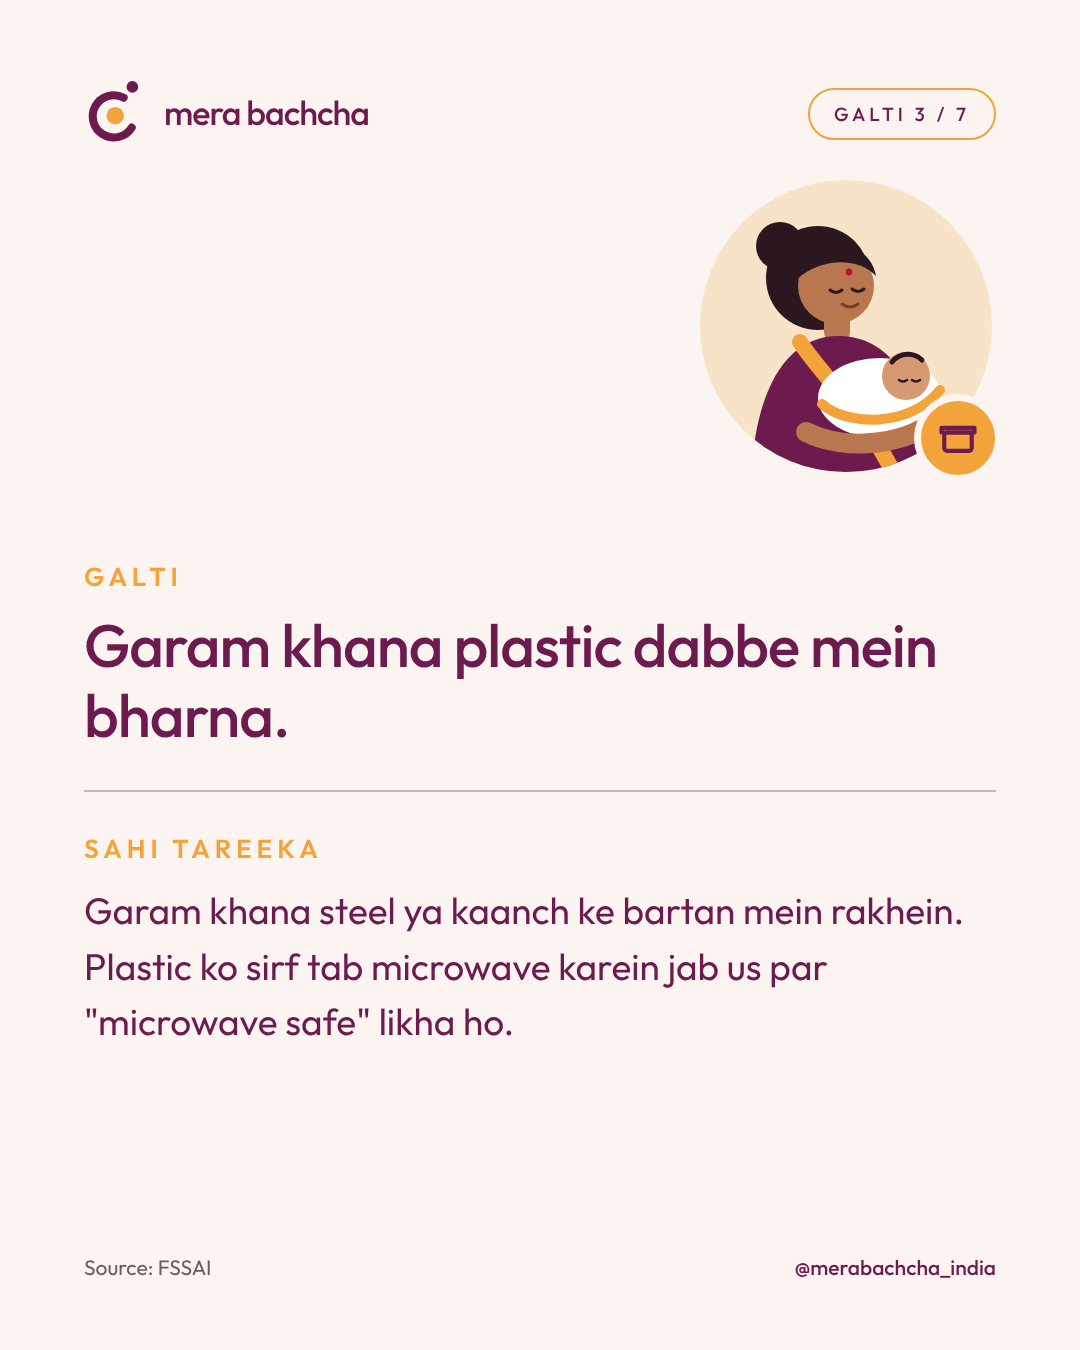 mera bachcha
GALTI 3 / 7
GALTI
Garam khana plastic dabbe mein
bharna.
SAHI TAREEKA
Garam khana steel ya kaanch ke bartan mein rakhein.
Plastic ko sirf tab microwave karein jab us par
"microwave safe" likha ho.
Source: FSSAI
@merabachcha_india